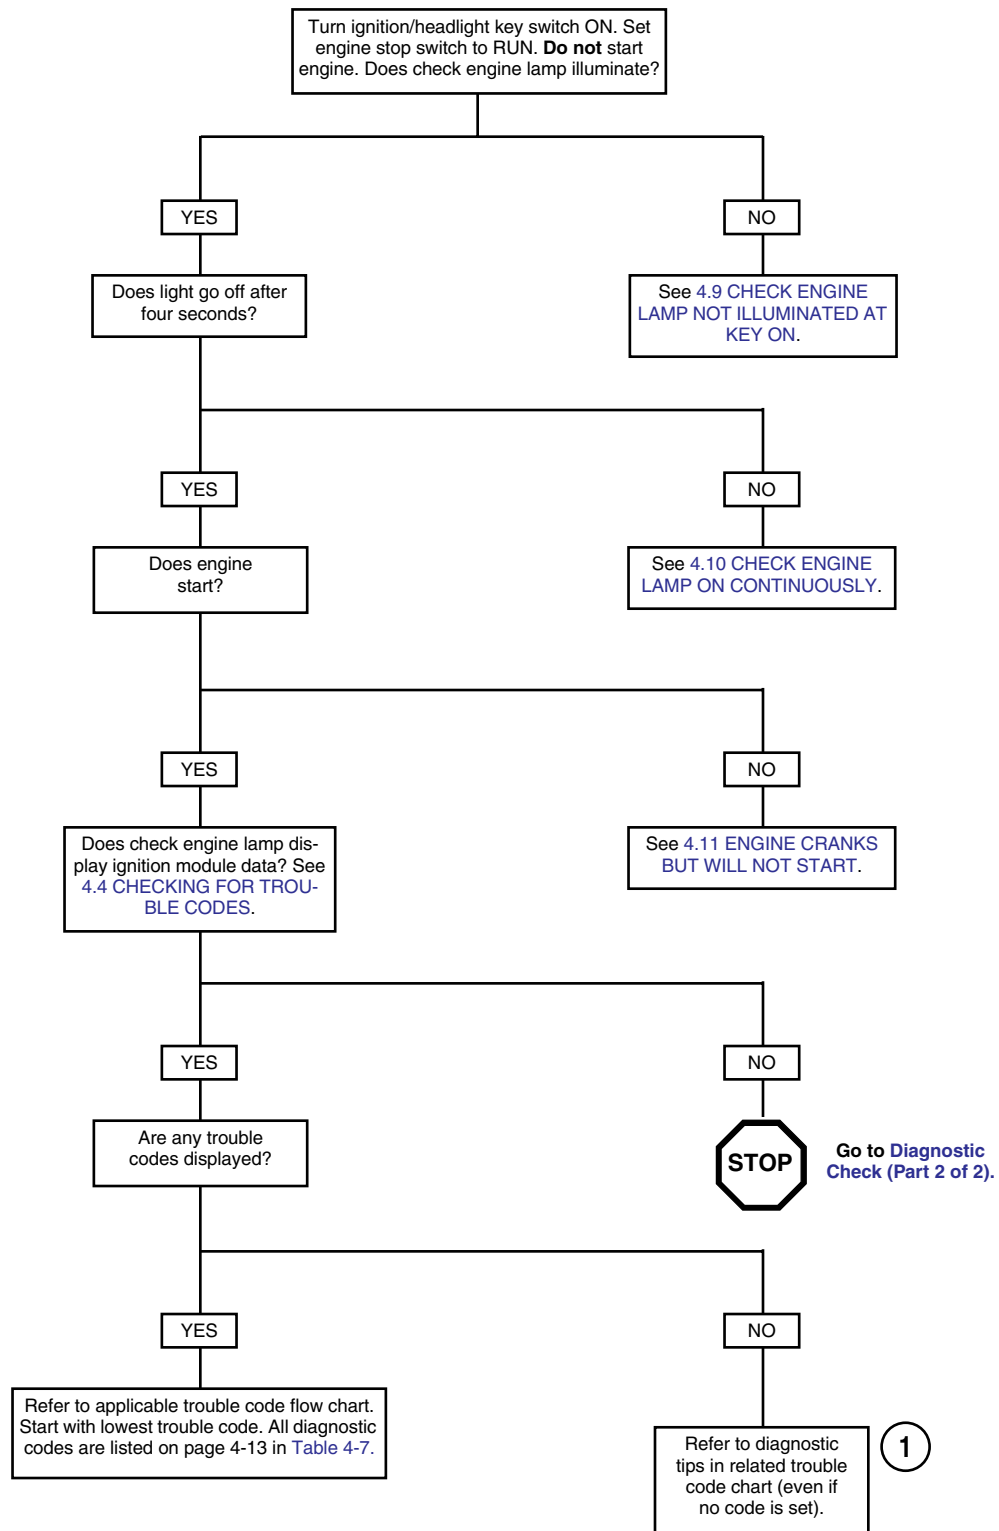 Turn ignition/headlight key switch ON. Set
engine stop switch to RUN. Do not start
engine. Does check engine lamp illuminate?
YES
NO
Does light go off after
four seconds?
See 4.9 CHECK ENGINE
LAMP NOT ILLUMINATED AT
KEY ON.
YES
NO
Does engine
start?
See 4.10 CHECK ENGINE
LAMP ON CONTINUOUSLY.
YES
NO
Does check engine lamp dis-
play ignition module data? See
4.4 CHECKING FOR TROU-
BLE CODES.
See 4.11 ENGINE CRANKS
BUT WILL NOT START.
YES
NO
Are any trouble
codes displayed?
STOP
Go to Diagnostic
Check (Part 2 of 2).
YES
NO
Refer to applicable trouble code flow chart.
Start with lowest trouble code. All diagnostic
codes are listed on page 4-13 in Table 4-7.
Refer to diagnostic
tips in related trouble
code chart (even if
no code is set).
1